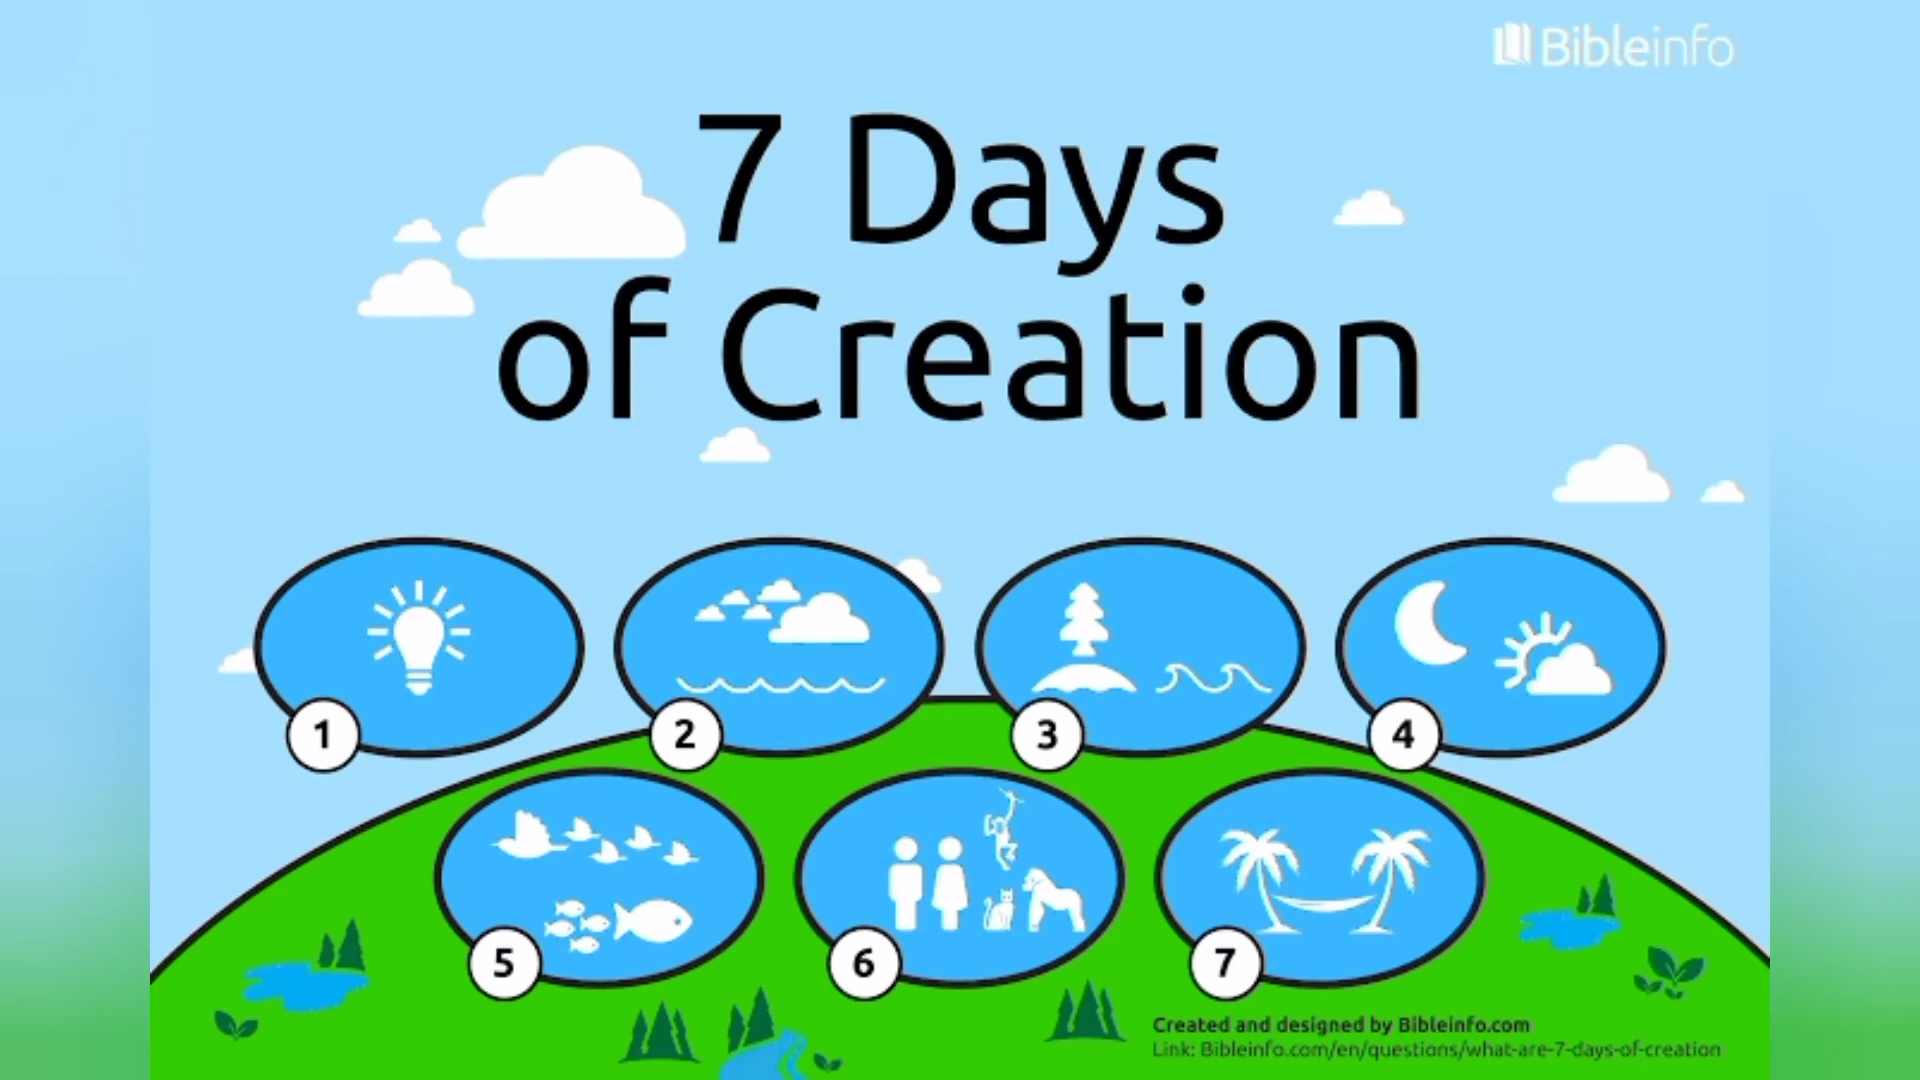 Bibleinfo
7 Days
of Creation
1
2
3
4
5
6
7
Created and designed by Bibleinfo.com
Link: Bibleinfo.com/en/questions/what-are-7-days-of-creation